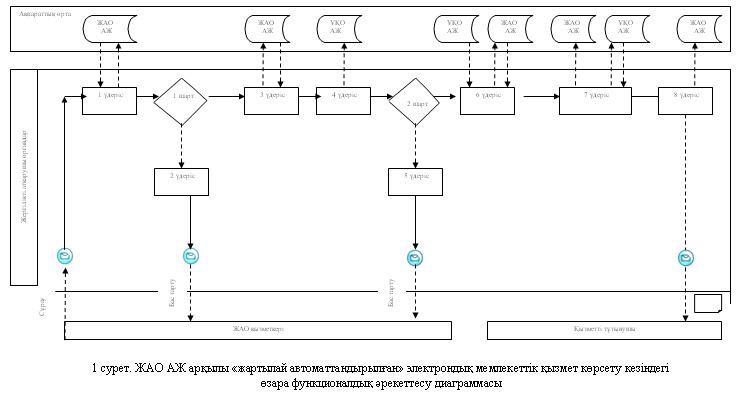 Ақпараттық орта
ЖАО
АЖ
ЖАО
АЖ
ҰҚО
АЖ
ҰҚО
АЖ
ЖАО
АЖ
ЖАО
АЖ
ҰҚО
АЖ
ЖАО
АЖ
Жергілікті атқарушы органдар
1 үдеріс
1 шарт
3 үдеріс
4 үдеріс
2 шарт
6 үдеріс
7 үдеріс
8 үдеріс
2 үдеріс
5 үдеріс
Сұрау
Бас тарту
Бас тарту
ЖАО қызметкері
Қызметті тұтынушы
1 сурет. ЖАО АЖ арқылы «жартылай автоматтандырылған» электрондық мемлекеттік қызмет көрсету кезіндегі
өзара функционалдық әрекеттесу диаграммасы